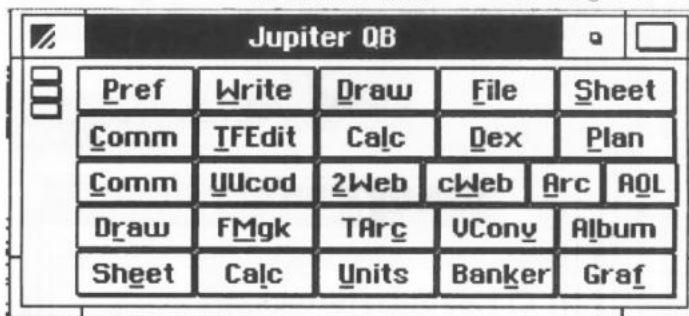 Jupiter QB
Pref Write Draw File Sheet
Comm TFEdit Calc Dex Plan
Comm UUcod 2Web cWeb Arc AOL
Draw FMgk TArc VConv Album
Sheet Calc Units Banker Graf